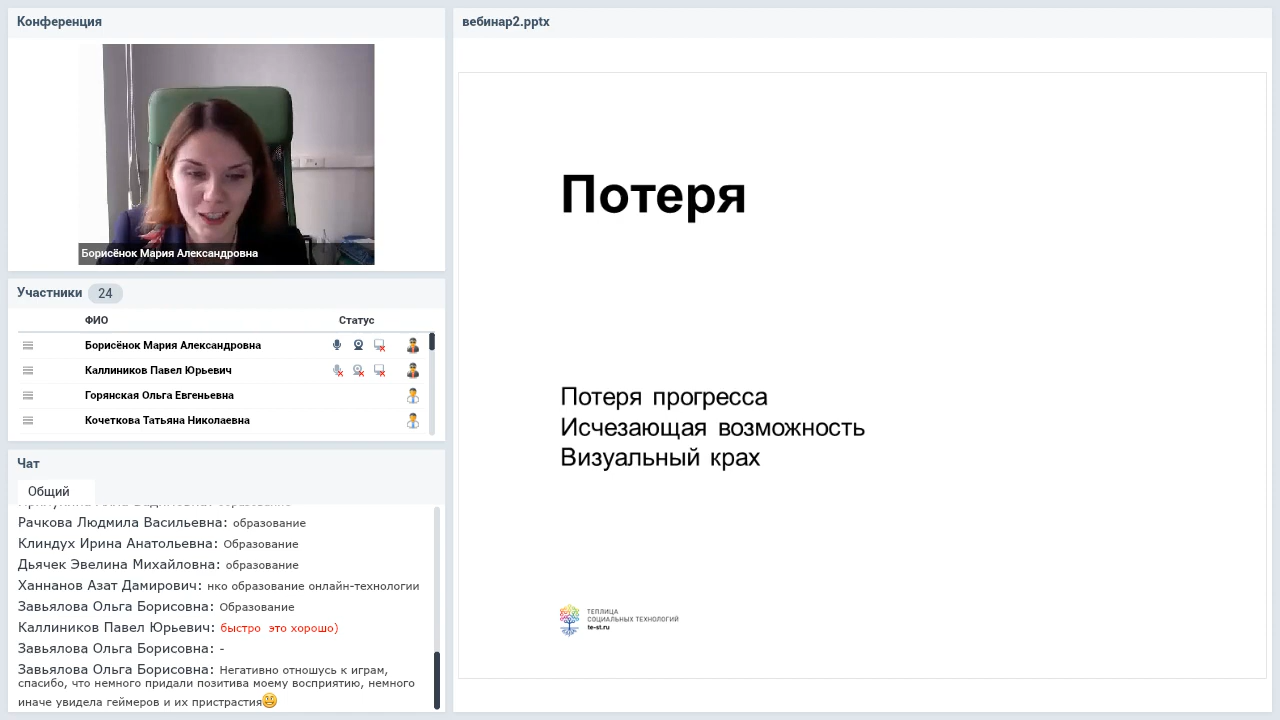 Конференция
Борисёнок Мария Александровна
Участники 24
ФИО Статус
Борисёнок Мария Александровна
Каллиников Павел Юрьевич
Горянская Ольга Евгеньевна
Кочеткова Татьяна Николаевна
Чат
Общий
Рачкова Людмила Васильевна: образование
Клиндух Ирина Анатольевна: Образование
Дьячек Эвелина Михайловна: образование
Ханнанов Азат Дамирович: нко образование онлайн-технологии
Завьялова Ольга Борисовна: Образование
Каллиников Павел Юрьевич: быстро это хорошо)
Завьялова Ольга Борисовна: -
Завьялова Ольга Борисовна: Негативно отношусь к играм,
спасибо, что немного придали позитива моему восприятию, немного
иначе увидела геймеров и их пристрастия
вебинар2.pptx
Потеря
Потеря прогресса
Исчезающая возможность
Визуальный крах
ТЕПЛИЦА
СОЦИАЛЬНЫХ ТЕХНОЛОГИЙ
te-st.ru